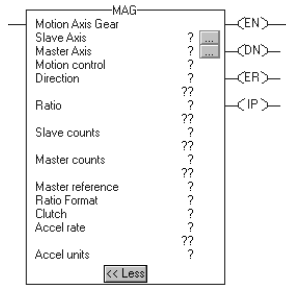 MAG
Motion Axis Gear (EN)
Slave Axis ? ...
Master Axis ? ... (DN)
Motion control ?
Direction ? (ER)
??
Ratio ? (IP)
??
Slave counts ?
??
Master counts ?
??
Master reference ?
Ratio Format ?
Clutch ?
Accel rate ?
??
Accel units ?
<< Less